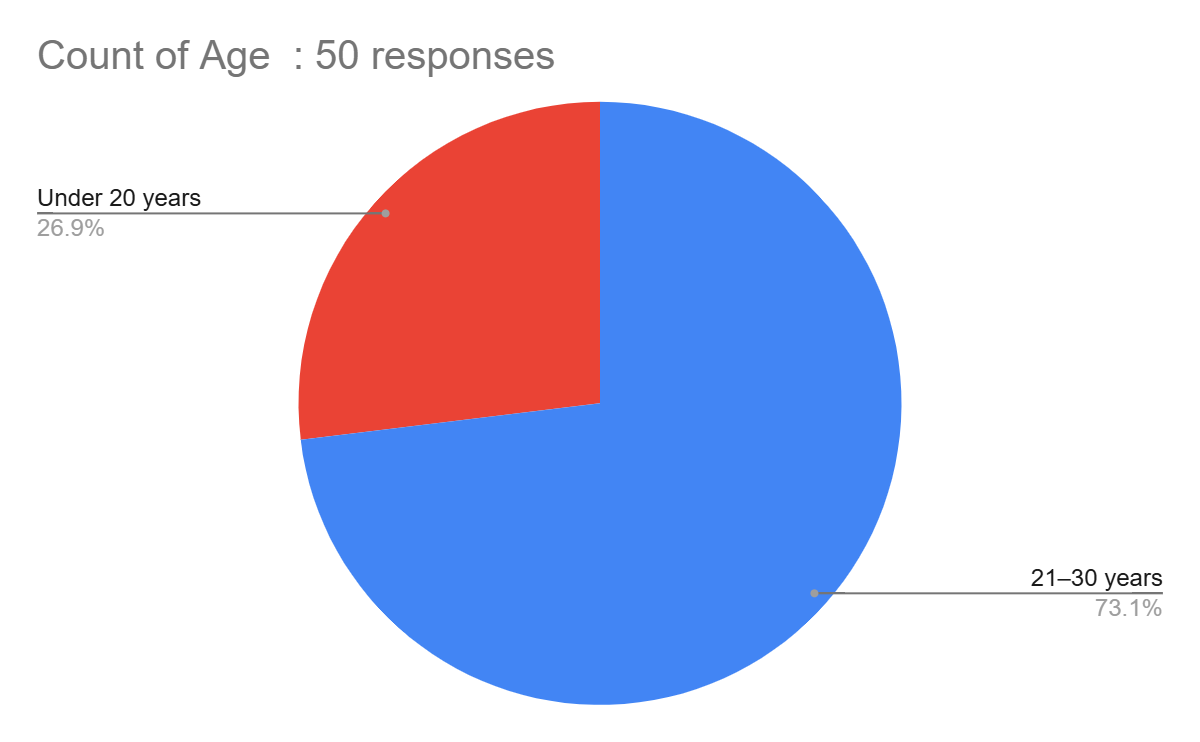 Count of Age  : 50 responses
Under 20 years
26.9%
21–30 years
73.1%